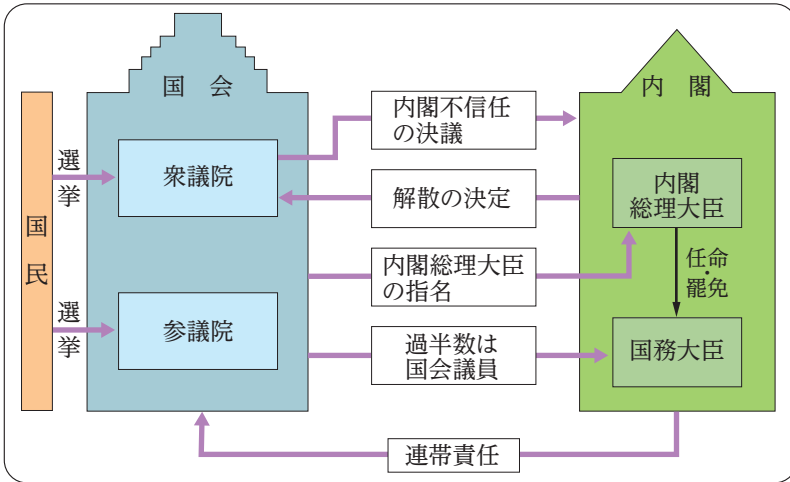 国会
内閣
国民
選挙
選挙
衆議院
参議院
内閣不信任
の決議
解散の決定
内閣総理大臣
の指名
過半数は
国会議員
連帯責任
内閣
総理大臣
任命・
罷免
国務大臣